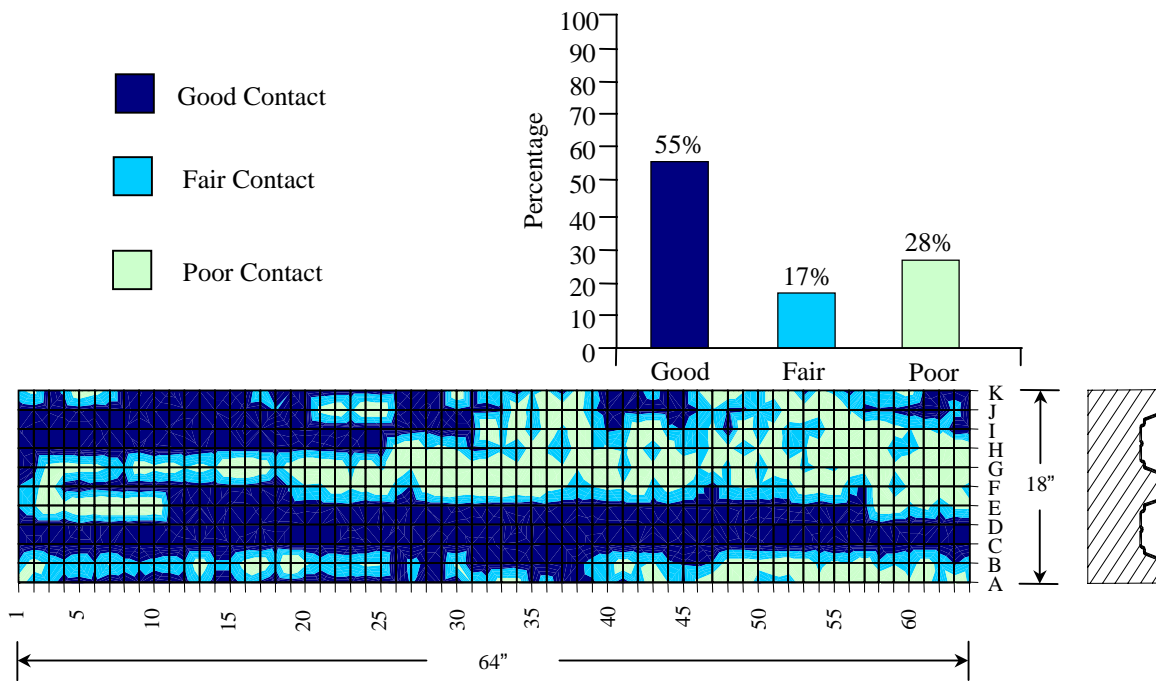 Good Contact
Fair Contact
Poor Contact
Percentage
100
90
80
70
60
50
40
30
20
10
0
55%
17%
28%
Good Fair Poor
K
J
I
H
G
F
E
D
C
B
A
18”
1 5 10 15 20 25 30 35 40 45 50 55 60
64”